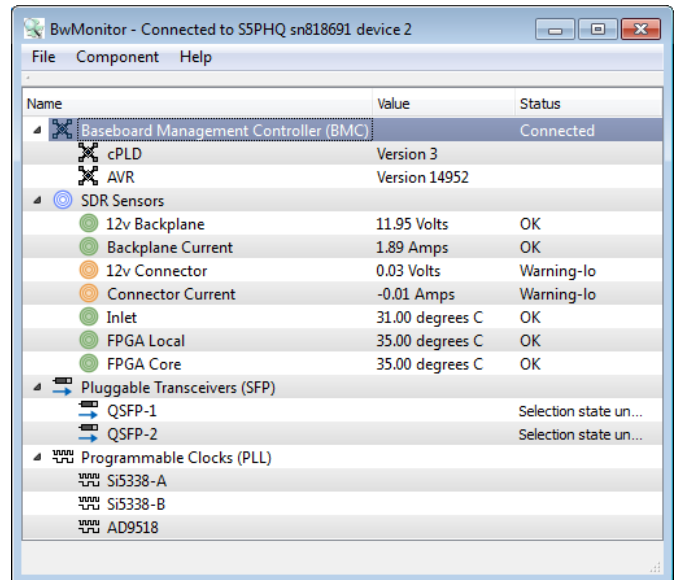 BwMonitor - Connected to S5PHQ sn818691 device 2
File Component Help
Name Value Status
Baseboard Management Controller (BMC) Connected
cPLD Version 3
AVR Version 14952
SDR Sensors
12v Backplane 11.95 Volts OK
Backplane Current 1.89 Amps OK
12v Connector 0.03 Volts Warning-lo
Connector Current -0.01 Amps Warning-lo
Inlet 31.00 degrees C OK
FPGA Local 35.00 degrees C OK
FPGA Core 35.00 degrees C OK
Pluggable Transceivers (SFP)
QSFP-1 Selection state un...
QSFP-2 Selection state un...
Programmable Clocks (PLL)
Si5338-A
Si5338-B
AD9518